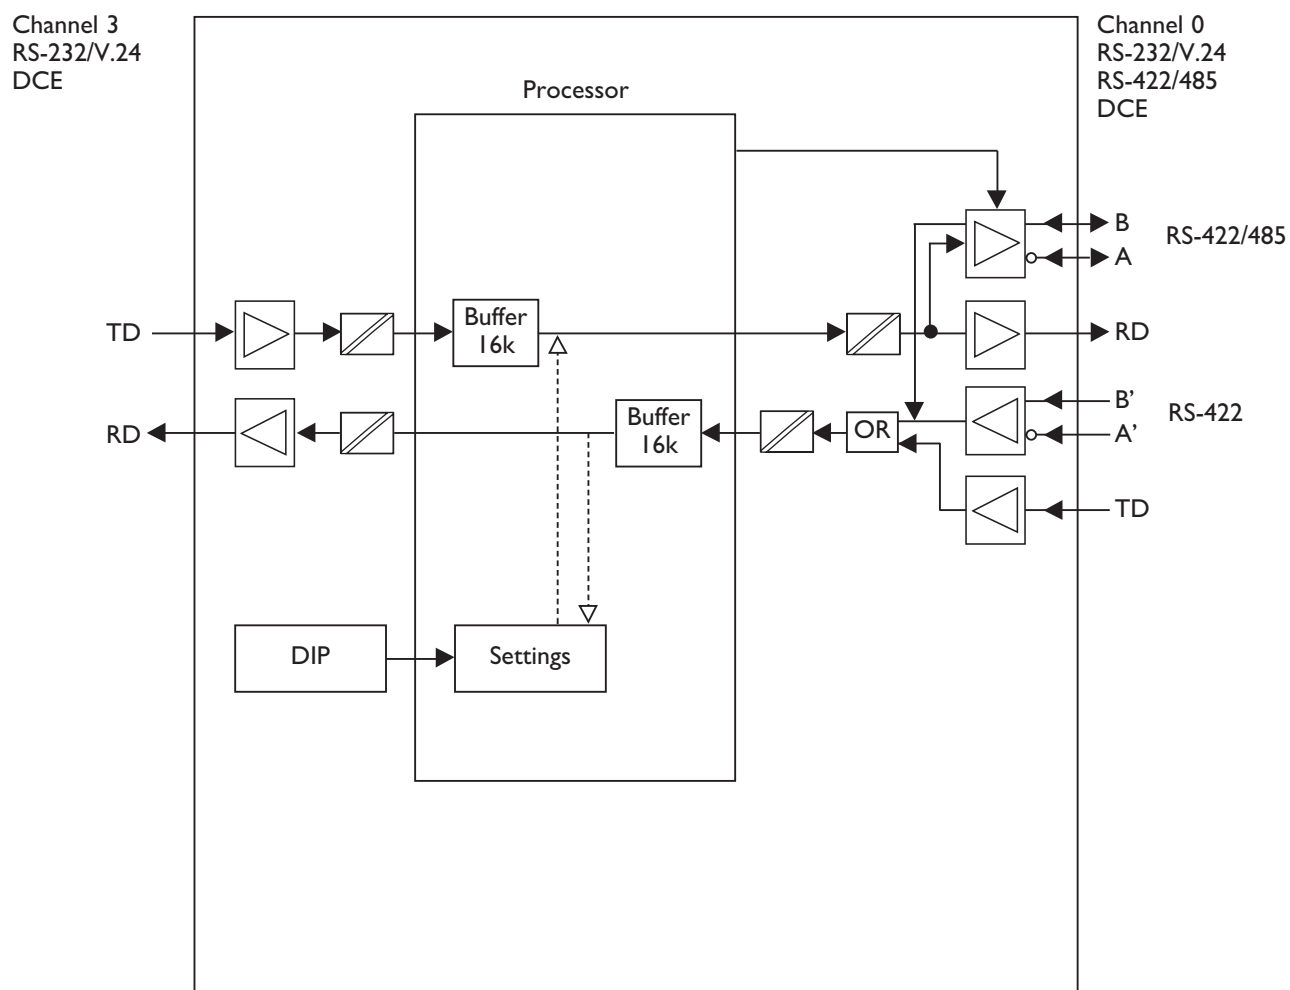 Channel 3
RS-232/V.24
DCE
Channel 0
RS-232/V.24
RS-422/485
DCE
Processor
B
RS-422/485
A
TD
Buffer
16k
RD
RD
Buffer
16k
OR
B'
RS-422
A'
TD
DIP
Settings